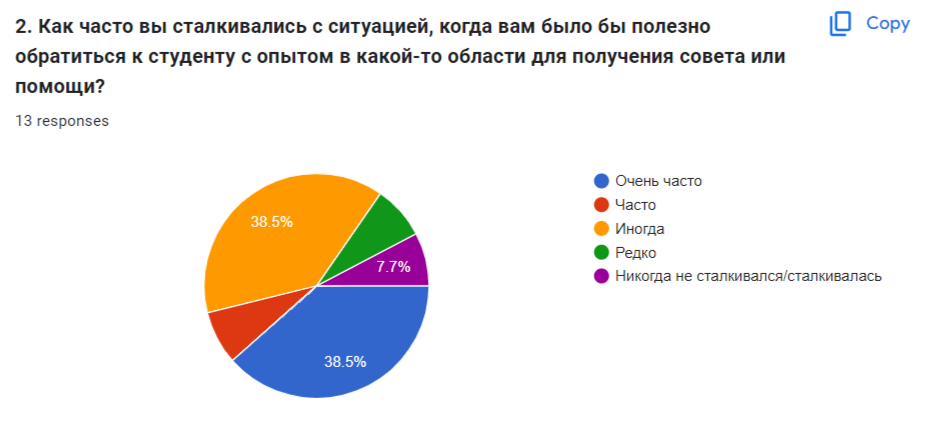 2. Как часто вы сталкивались с ситуацией, когда вам было бы полезно
обратиться к студенту с опытом в какой-то области для получения совета или
помощи?
Copy
13 responses
38.5%
7.7%
38.5%
Очень часто
Часто
Иногда
Редко
Никогда не сталкивался/сталкивалась